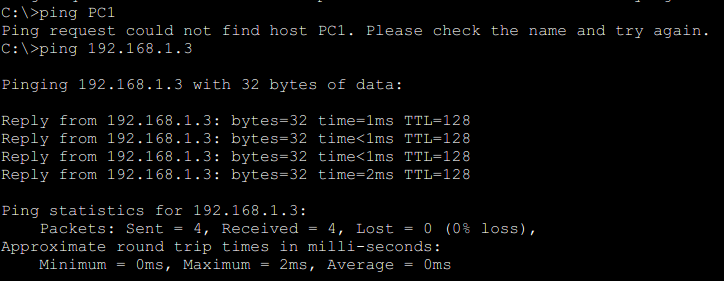 C:\>ping PC1
Ping request could not find host PC1. Please check the name and try again.
C:\>ping 192.168.1.3
Pinging 192.168.1.3 with 32 bytes of data:
Reply from 192.168.1.3: bytes=32 time=1ms TTL=128
Reply from 192.168.1.3: bytes=32 time<1ms TTL=128
Reply from 192.168.1.3: bytes=32 time<1ms TTL=128
Reply from 192.168.1.3: bytes=32 time=2ms TTL=128
Ping statistics for 192.168.1.3:
Packets: Sent = 4, Received = 4, Lost = 0 (0% loss),
Approximate round trip times in milli-seconds:
Minimum = 0ms, Maximum = 2ms, Average = 0ms